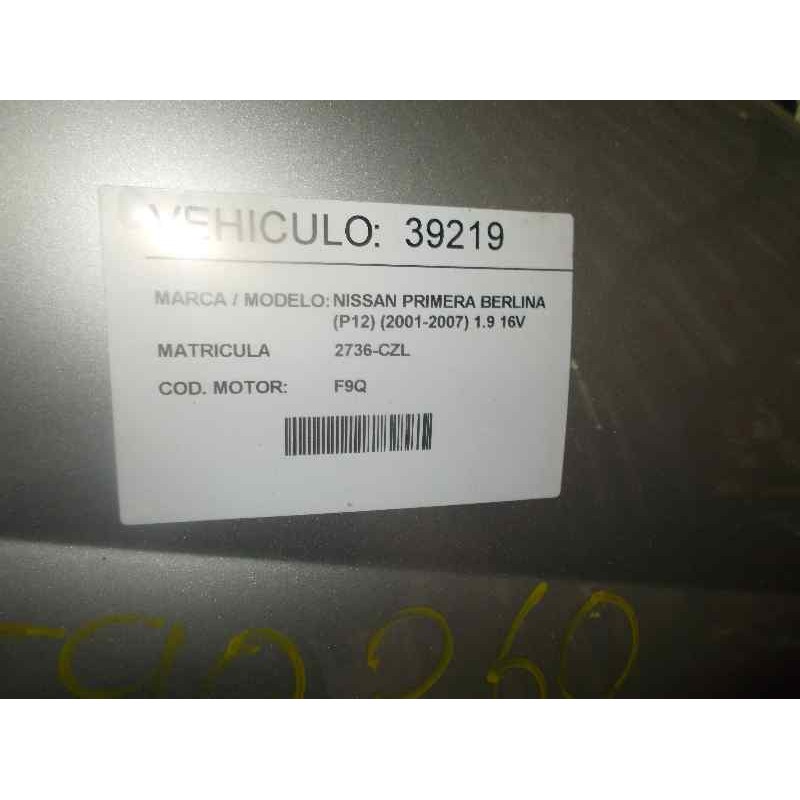 VEHICULO: 39219
MARCA / MODELO: NISSAN PRIMERA BERLINA
(P12) (2001-2007) 1.9 16V
MATRICULA 2736-CZL
COD. MOTOR: F9Q
260